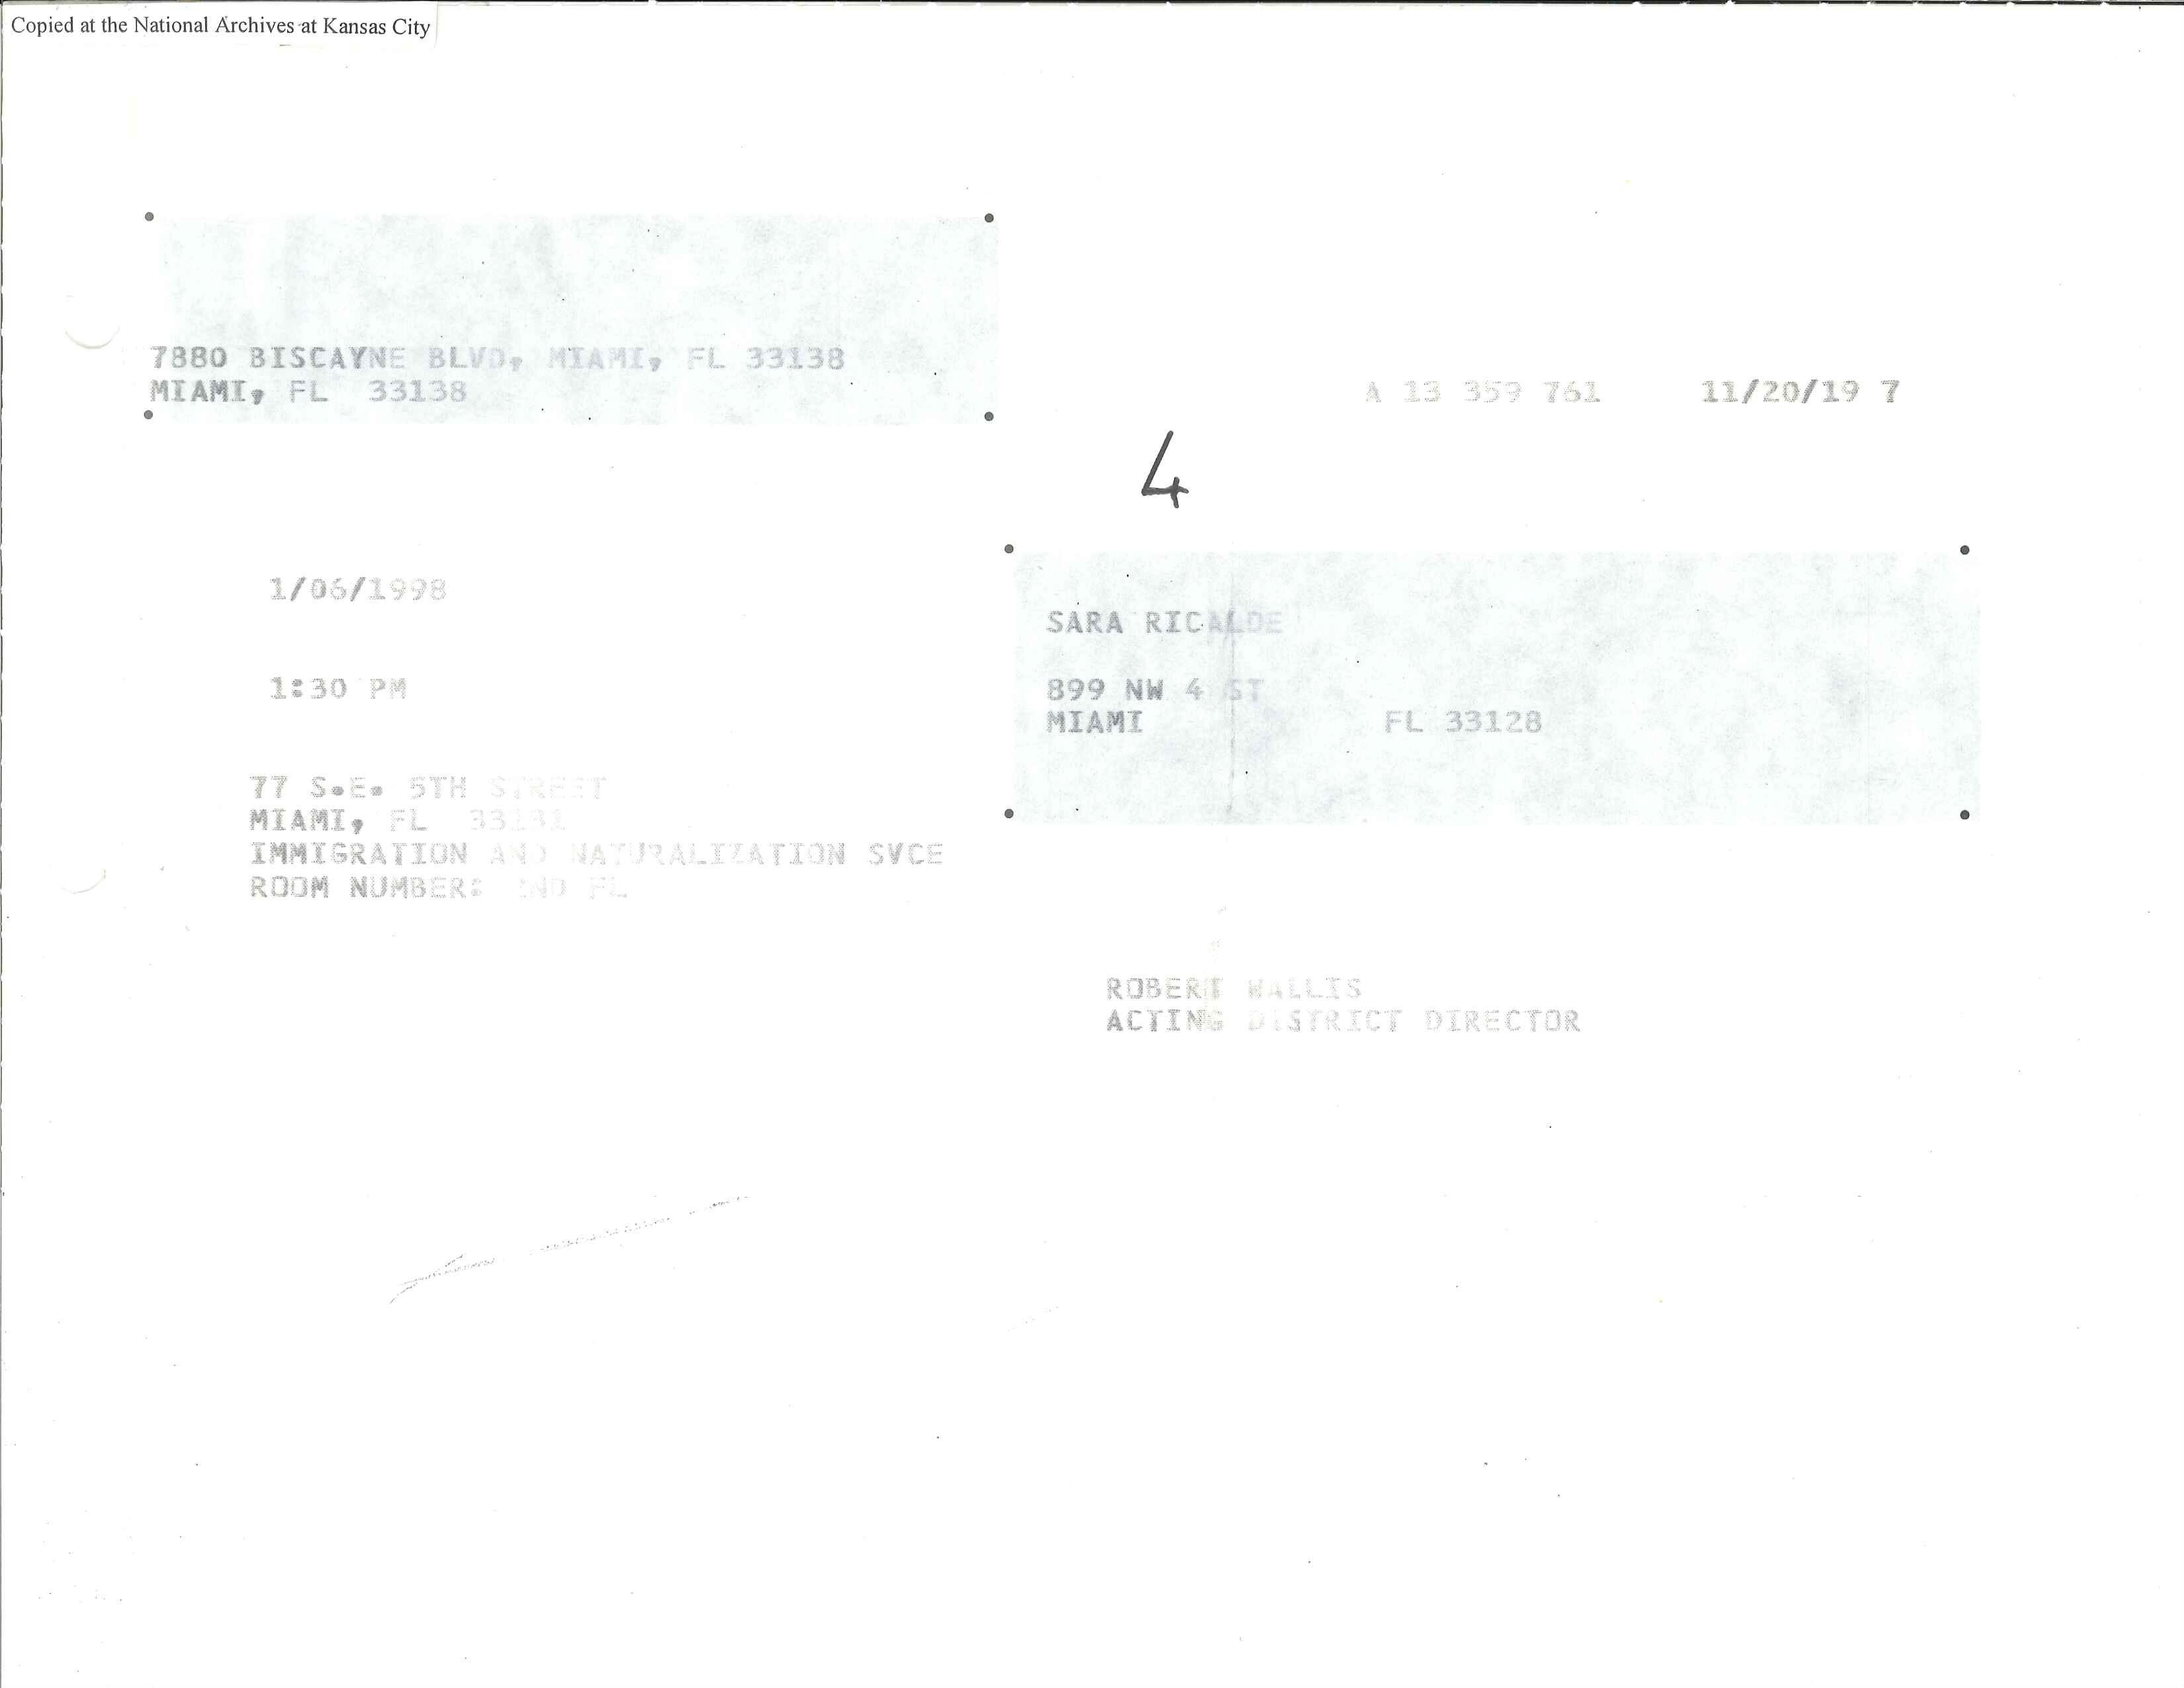 Copied at the National Archives at Kansas City
7880 BISCAYNE BLVD, MIAMI, FL 33138
MIAMI, FL 33138
A 13 359 761 11/20/19 7
4
1/06/1998
SARA RICALDE
1:30 PM
899 NW 4 ST
MIAMI FL 33128
77 S.E. 5TH STREET
MIAMI, FL 33131
IMMIGRATION AND NATURALIZATION SVCE
ROOM NUMBER: 2ND FL
ROBERT WALLIS
ACTING DISTRICT DIRECTOR